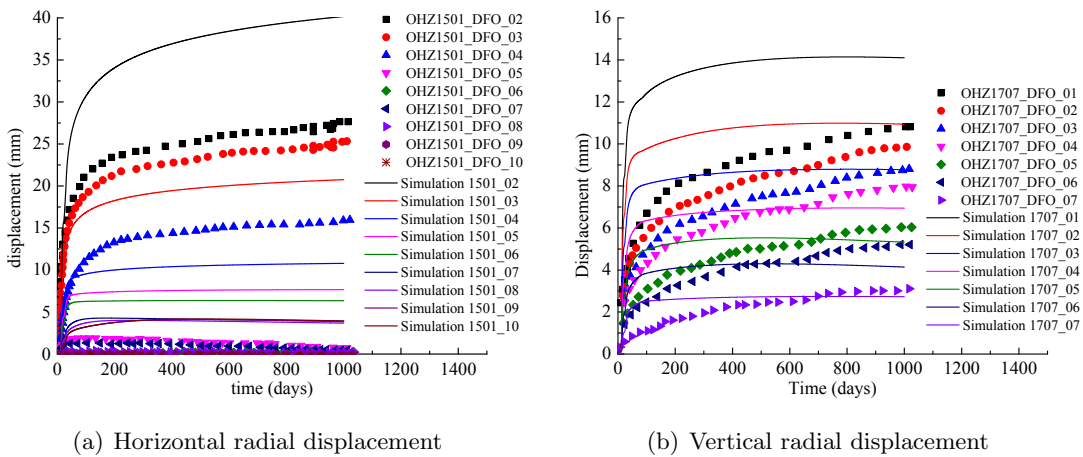 40
35
30
25
20
15
10
5
0
displacement (mm)
0 200 400 600 800 1000 1200 1400
time (days)
OHZ1501_DFO_02
OHZ1501_DFO_03
OHZ1501_DFO_04
OHZ1501_DFO_05
OHZ1501_DFO_06
OHZ1501_DFO_07
OHZ1501_DFO_08
OHZ1501_DFO_09
OHZ1501_DFO_10
Simulation 1501_02
Simulation 1501_03
Simulation 1501_04
Simulation 1501_05
Simulation 1501_06
Simulation 1501_07
Simulation 1501_08
Simulation 1501_09
Simulation 1501_10
(a) Horizontal radial displacement
16
14
12
10
8
6
4
2
0
Displacement (mm)
0 200 400 600 800 1000 1200 1400
Time (days)
OHZ1707_DFO_01
OHZ1707_DFO_02
OHZ1707_DFO_03
OHZ1707_DFO_04
OHZ1707_DFO_05
OHZ1707_DFO_06
OHZ1707_DFO_07
Simulation 1707_01
Simulation 1707_02
Simulation 1707_03
Simulation 1707_04
Simulation 1707_05
Simulation 1707_06
Simulation 1707_07
(b) Vertical radial displacement